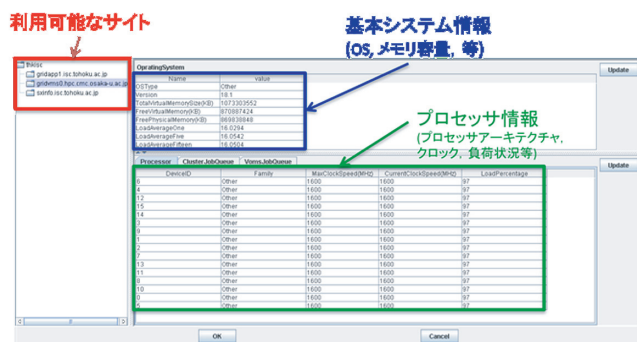 利用可能なサイト
基本システム情報
(OS, メモリ容量, 等)
thkisc
gridapp1.isc.tohoku.ac.jp
gridvms0.hpc.cmc.osaka-u.ac.jp
sxinfo.isc.tohoku.ac.jp
OpratingSystem
Update
Name value
OSType Other
Version 18.1
TotalVirtualMemorySize(KB) 1073303552
FreeVirtualMemory(KB) 870887424
FreePhysicalMemory(KB) 869838848
LoadAverageOne 16.0294
LoadAverageFive 16.0542
LoadAverageFifteen 16.0504
プロセッサ情報
(プロセッサアーキテクチャ,
クロック, 負荷状況等)
Processor Cluster.JobQueue Voms.JobQueue
Update
DeviceID Family MaxClockSpeed(MHz) CurrentClockSpeed(MHz) LoadPercentage
6 Other 1600 1600 97
4 Other 1600 1600 97
12 Other 1600 1600 97
15 Other 1600 1600 97
14 Other 1600 1600 97
3 Other 1600 1600 97
9 Other 1600 1600 97
1 Other 1600 1600 97
2 Other 1600 1600 97
7 Other 1600 1600 97
13 Other 1600 1600 97
11 Other 1600 1600 97
8 Other 1600 1600 97
10 Other 1600 1600 97
0 Other 1600 1600 97
5 Other 1600 1600 97
OK Cancel